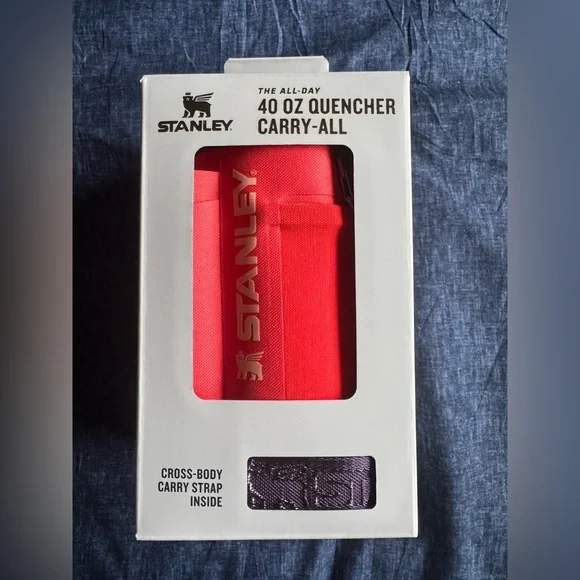 STANLEY.
THE ALL-DAY
40 OZ QUENCHER
CARRY-ALL
STANLEY®
CROSS-BODY
CARRY STRAP
INSIDE